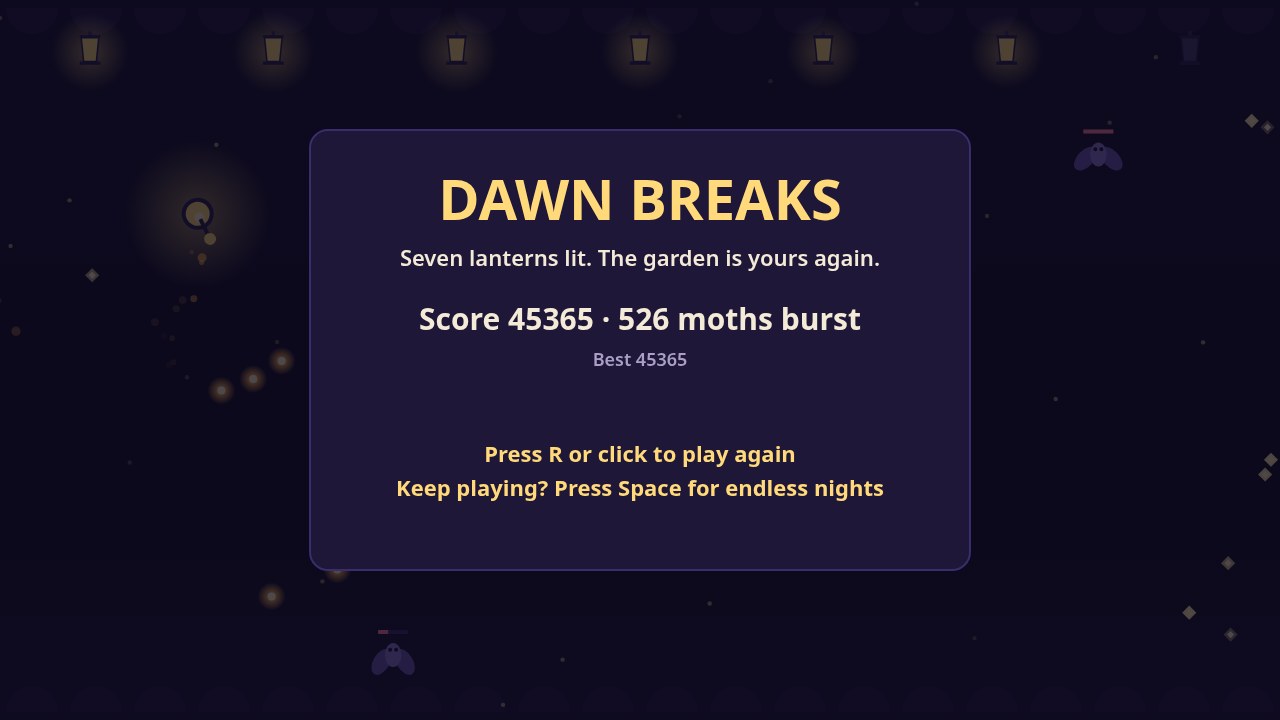 DAWN BREAKS
Seven lanterns lit. The garden is yours again.
Score 45365 · 526 moths burst
Best 45365
Press R or click to play again
Keep playing? Press Space for endless nights